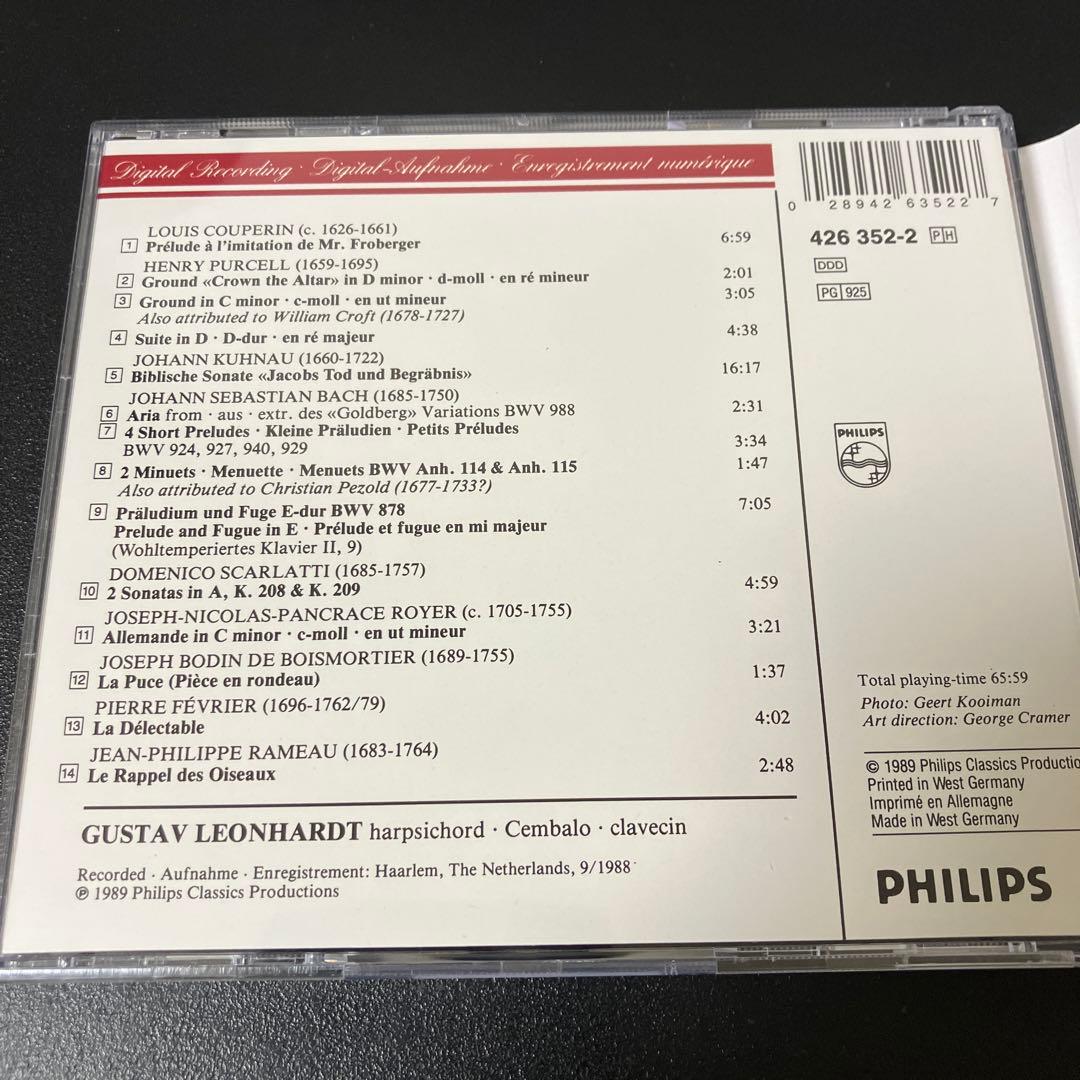 Digital Recording · Digital-Aufnahme · Enregistrement numérique
LOUIS COUPERIN (c. 1626-1661)
1 Prélude à l'imitation de Mr. Froberger 6:59
HENRY PURCELL (1659-1695)
2 Ground «Crown the Altar» in D minor · d-moll · en ré mineur 2:01
3 Ground in C minor · c-moll · en ut mineur 3:05
Also attributed to William Croft (1678-1727)
4 Suite in D · D-dur · en ré majeur 4:38
JOHANN KUHNAU (1660-1722)
5 Biblische Sonate «Jacobs Tod und Begräbnis» 16:17
JOHANN SEBASTIAN BACH (1685-1750)
6 Aria from · aus · extr. des «Goldberg» Variations BWV 988 2:31
7 4 Short Preludes · Kleine Präludien · Petits Préludes
BWV 924, 927, 940, 929 3:34
8 2 Minuets · Menuette · Menuets BWV Anh. 114 & Anh. 115 1:47
Also attributed to Christian Pezold (1677-1733?)
9 Präludium und Fuge E-dur BWV 878 7:05
Prelude and Fugue in E · Prélude et fugue en mi majeur
(Wohltemperiertes Klavier II, 9)
DOMENICO SCARLATTI (1685-1757)
10 2 Sonatas in A, K. 208 & K. 209 4:59
JOSEPH-NICOLAS-PANCRACE ROYER (c. 1705-1755)
11 Allemande in C minor · c-moll · en ut mineur 3:21
JOSEPH BODIN DE BOISMORTIER (1689-1755)
12 La Puce (Pièce en rondeau) 1:37
PIERRE FÉVRIER (1696-1762/79)
13 La Délectable 4:02
JEAN-PHILIPPE RAMEAU (1683-1764)
14 Le Rappel des Oiseaux 2:48
GUSTAV LEONHARDT harpsichord · Cembalo · clavecin
Recorded · Aufnahme · Enregistrement: Haarlem, The Netherlands, 9/1988
℗ 1989 Philips Classics Productions
0 28942 63522 7
426 352-2 PH
DDD
PG 925
PHILIPS
Total playing-time 65:59
Photo: Geert Kooiman
Art direction: George Cramer
© 1989 Philips Classics Productio
Printed in West Germany
Imprimé en Allemagne
Made in West Germany
PHILIPS